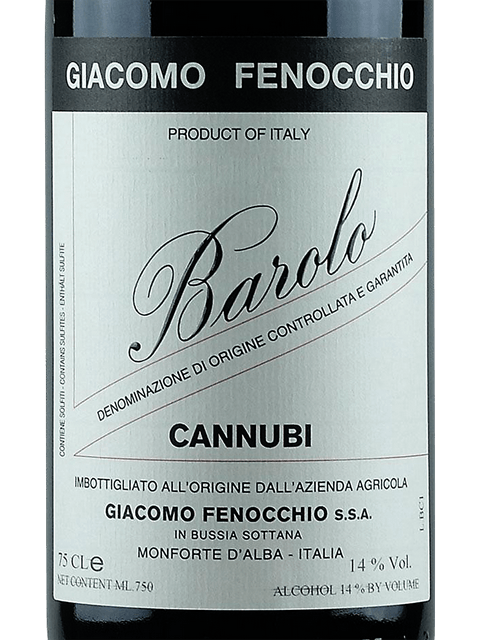 GIACOMO FENOCCHIO
PRODUCT OF ITALY
Barolo
DENOMINAZIONE DI ORIGINE CONTROLLATA E GARANTITA
CONTIENE SOLFITI - CONTAINS SULFITES - ENTHÄLT SULFITE
CANNUBI
IMBOTTIGLIATO ALL'ORIGINE DALL'AZIENDA AGRICOLA
GIACOMO FENOCCHIO S.S.A.
IN BUSSIA SOTTANA
MONFORTE D'ALBA - ITALIA
L BC1
75 CL e 14 % Vol.
NET CONTENT ML. 750 ALCOHOL 14 % BY VOLUME